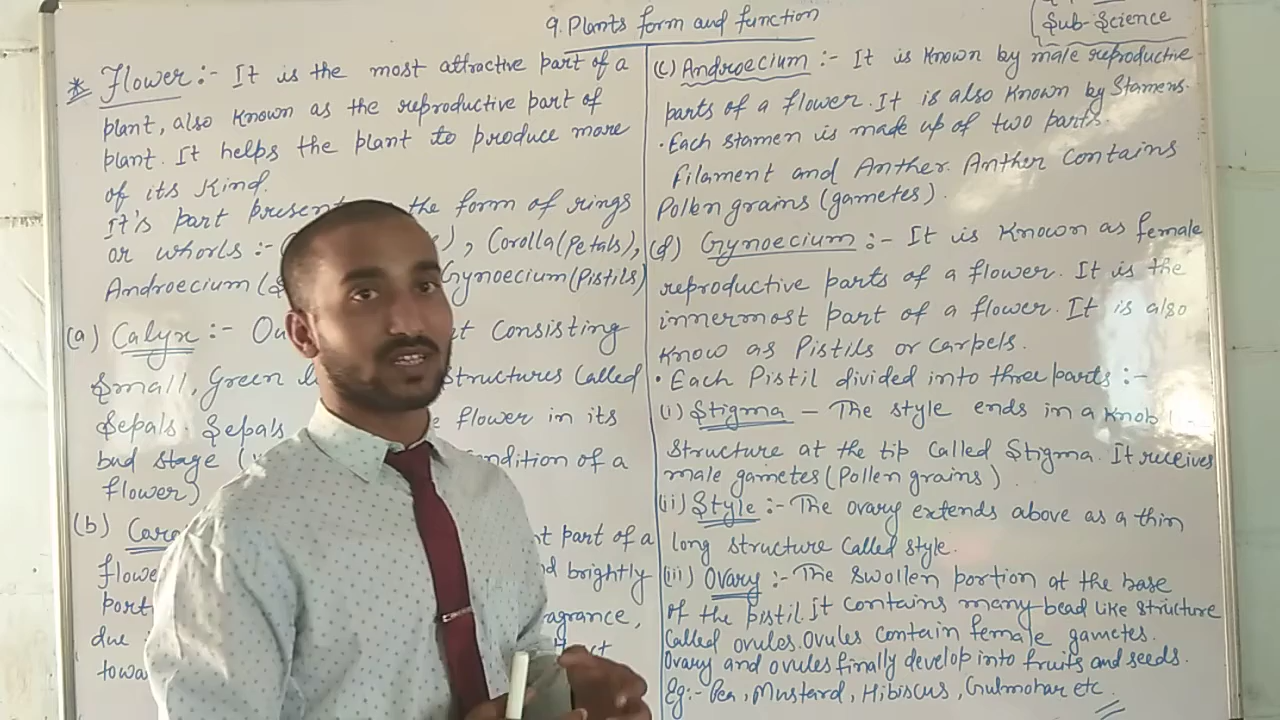 9. Plants form and function
Sub-Science
* Flower:- It is the most attractive part of a
plant, also known as the reproductive part of
plant. It helps the plant to produce more
of its kind.
It's part present the form of rings
or whorls:- ), Corolla(Petals),
Androecium ( Gynoecium(Pistils)
(a) Calyx:- consisting
Small, Green structures called
Sepals. Sepals flower in its
bud stage ( condition of a
flower)
(b) part of a
flowe d brightly
part
due fragrance,
towa
(c) Androecium :- It is known by male reproductive
parts of a flower. It is also known by Stamens.
• Each stamen is made up of two parts.
Filament and Anther. Anther contains
Pollen grains (gametes).
(d) Gynoecium :- It is known as female
reproductive parts of a flower. It is the
innermost part of a flower. It is also
know as Pistils or carpels.
• Each Pistil divided into three parts :-
(i) Stigma – The style ends in a knob
structure at the tip called Stigma. It receives
male gametes (Pollen grains)
(ii) Style :- The ovary extends above as a thin
long structure called style.
(iii) Ovary :- The swollen portion at the base
of the pistil. It contains many bead like structure
called ovules. Ovules contain female gametes.
Ovary and ovules finally develop into fruits and seeds.
Eg:- Pea, Mustard, Hibiscus, Gulmohar etc.